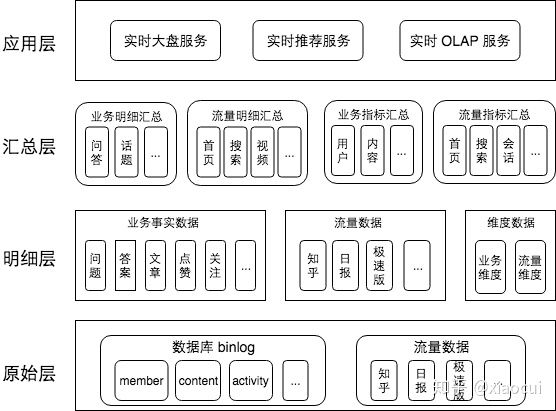 应用层
实时大盘服务
实时推荐服务
实时 OLAP 服务
汇总层
业务明细汇总
问答
话题
...
流量明细汇总
首页
搜索
视频
...
业务指标汇总
用户
内容
...
流量指标汇总
首页
搜索
会话
...
明细层
业务事实数据
问题
答案
文章
点赞
关注
...
流量数据
知乎
日报
极速版
...
维度数据
业务维度
流量维度
原始层
数据库 binlog
member
content
activity
...
流量数据
知乎
日报
极速版
...
知乎 @xiaoqui